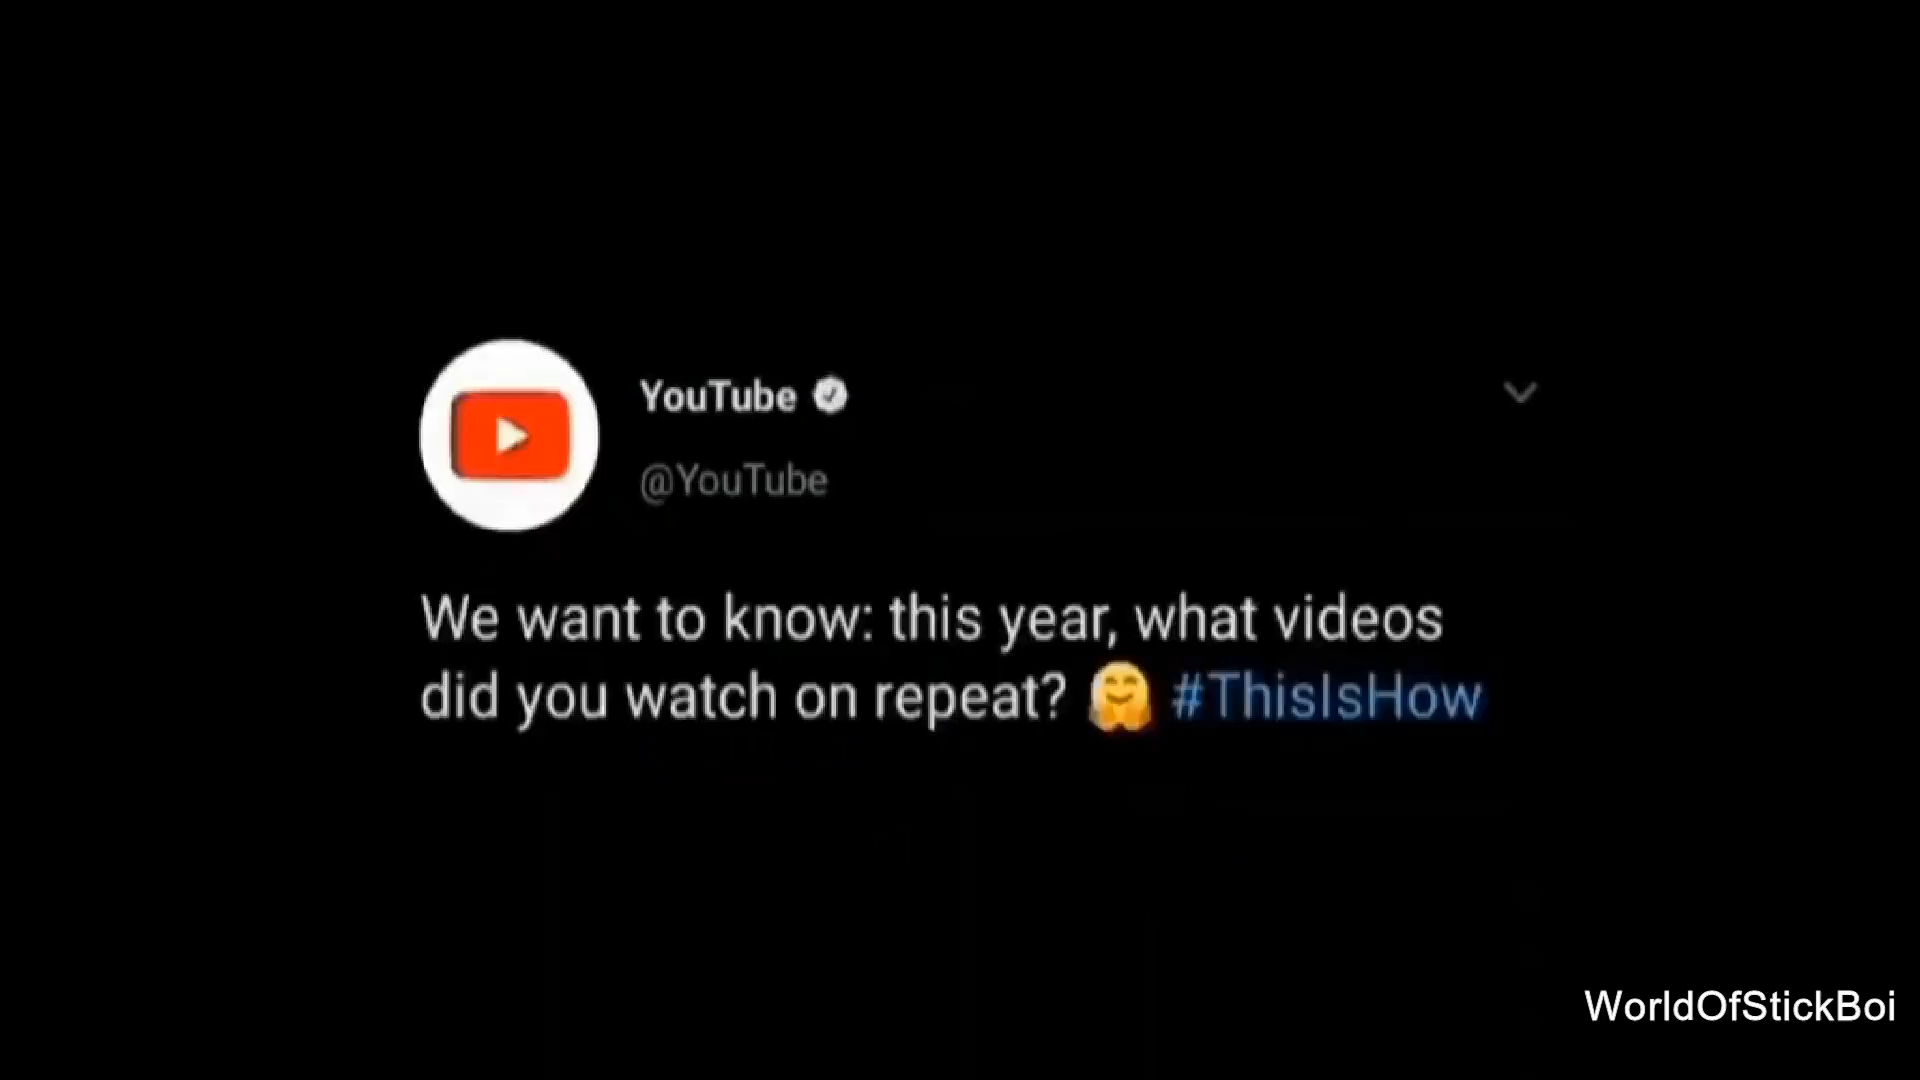 YouTube
@YouTube
We want to know: this year, what videos
did you watch on repeat? 🤗 #ThisIsHow
WorldOfStickBoi